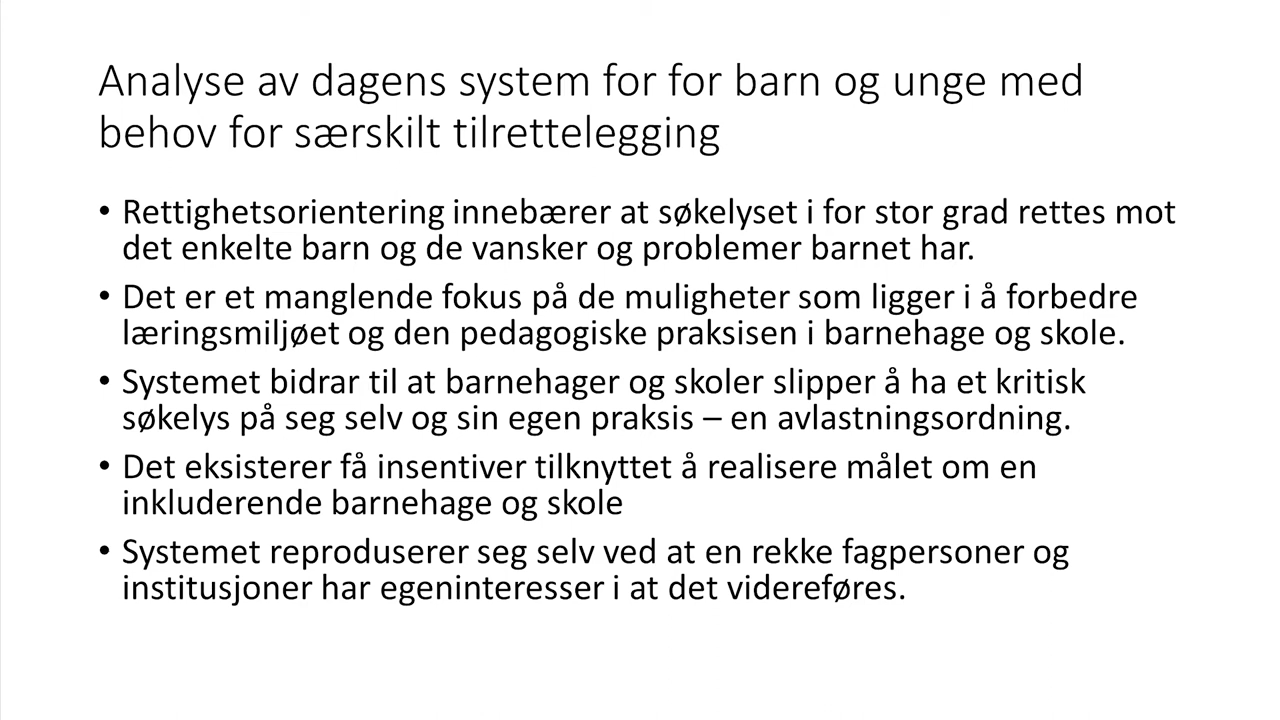 Analyse av dagens system for for barn og unge med
behov for særskilt tilrettelegging
• Rettighetsorientering innebærer at søkelyset i for stor grad rettes mot
det enkelte barn og de vansker og problemer barnet har.
• Det er et manglende fokus på de muligheter som ligger i å forbedre
læringsmiljøet og den pedagogiske praksisen i barnehage og skole.
• Systemet bidrar til at barnehager og skoler slipper å ha et kritisk
søkelys på seg selv og sin egen praksis – en avlastningsordning.
• Det eksisterer få insentiver tilknyttet å realisere målet om en
inkluderende barnehage og skole
• Systemet reproduserer seg selv ved at en rekke fagpersoner og
institusjoner har egeninteresser i at det videreføres.